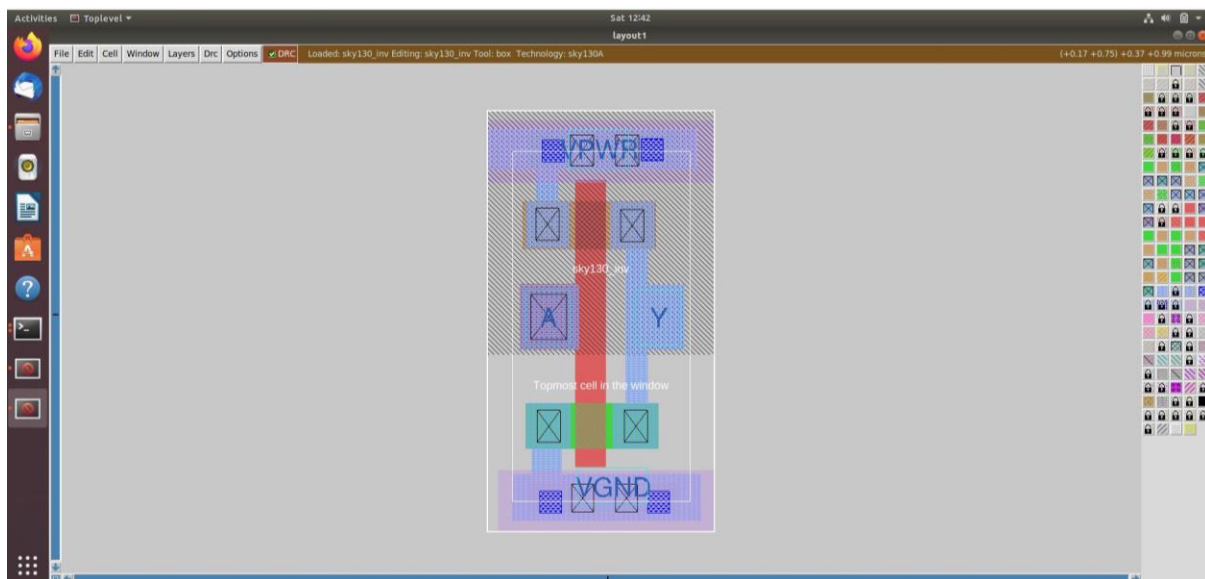 Activities Toplevel Sat 12:42
layout1
File Edit Cell Window Layers Drc Options DRC Loaded: sky130_inv Editing: sky130_inv Tool: box Technology: sky130A (+0.17 +0.75) +0.37 +0.99 microns
VPWR
sky130_inv
A Y
Topmost cell in the window
VGND